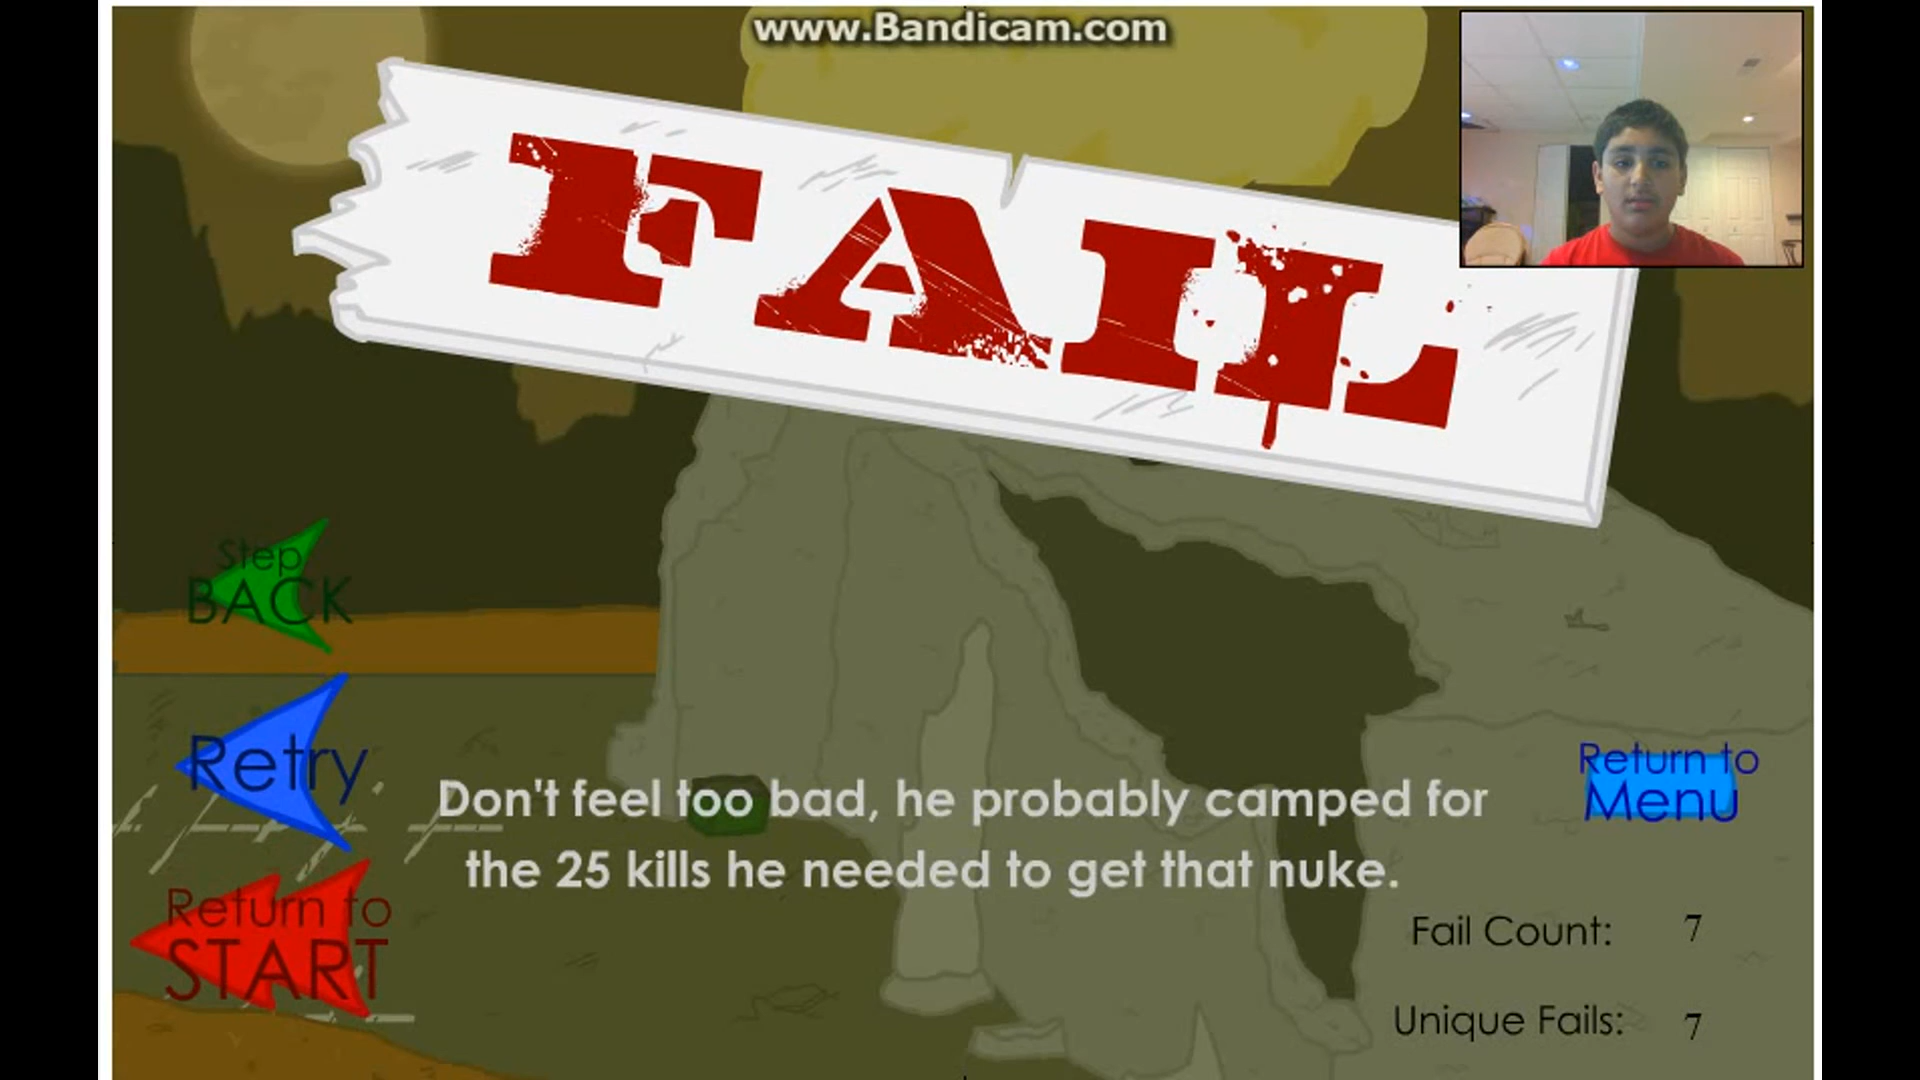 www.Bandicam.com
FAIL
Step
BACK
Retry
Don't feel too bad, he probably camped for
the 25 kills he needed to get that nuke.
Return to
Menu
Return to
START
Fail Count: 7
Unique Fails: 7